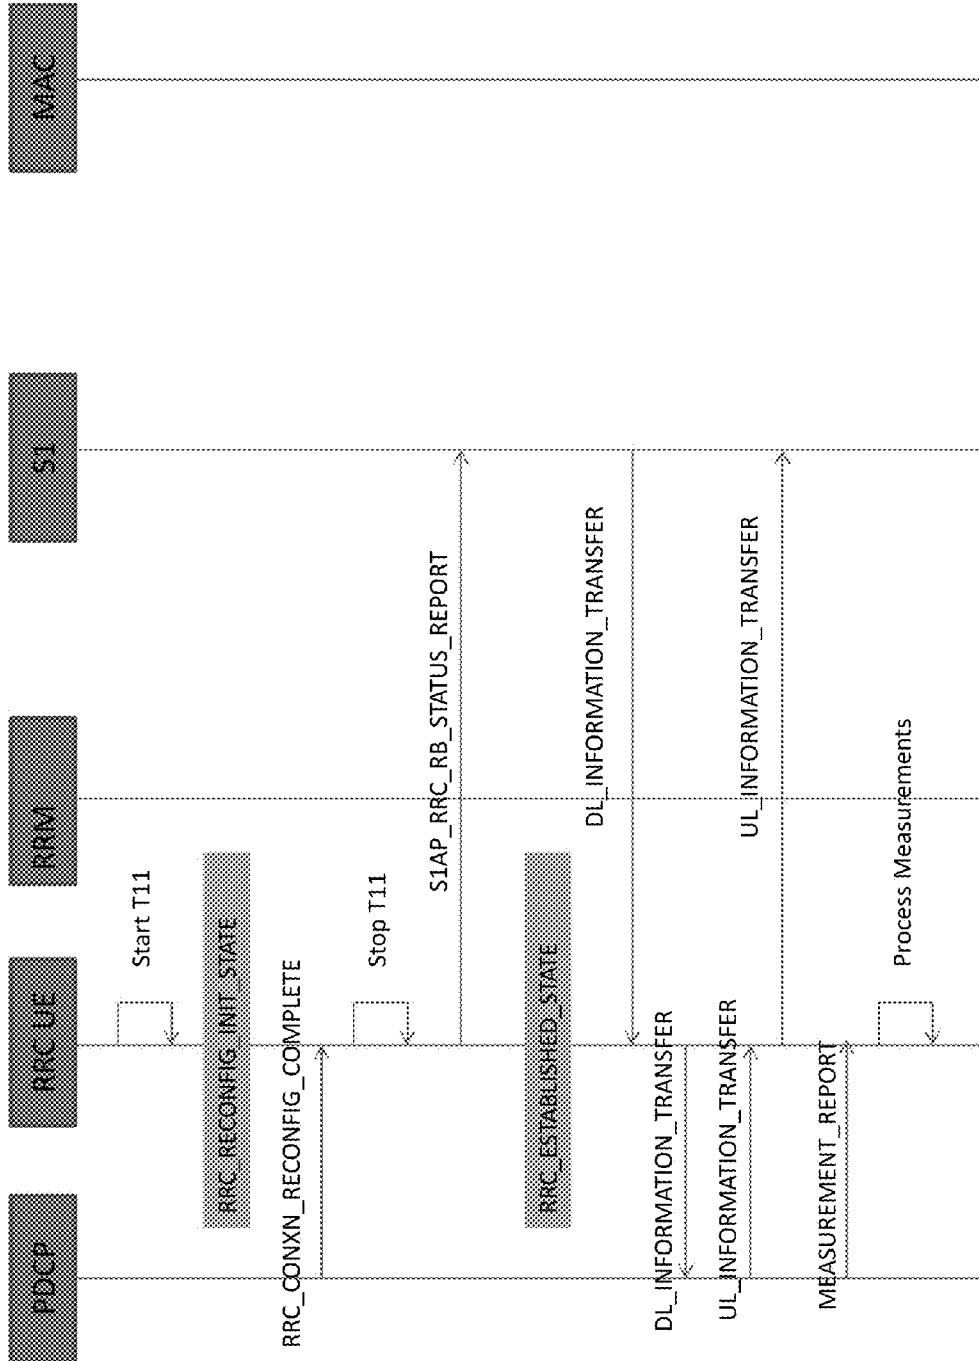 PDCP
RRC UE
RRM
S1
MAC
Start T11
RRC_RECONFIG_INIT_STATE
RRC_CONXN_RECONFIG_COMPLETE
Stop T11
S1AP_RRC_RB_STATUS_REPORT
RRC_ESTABLISHED_STATE
DL_INFORMATION_TRANSFER
DL_INFORMATION_TRANSFER
UL_INFORMATION_TRANSFER
UL_INFORMATION_TRANSFER
MEASUREMENT_REPORT
Process Measurements